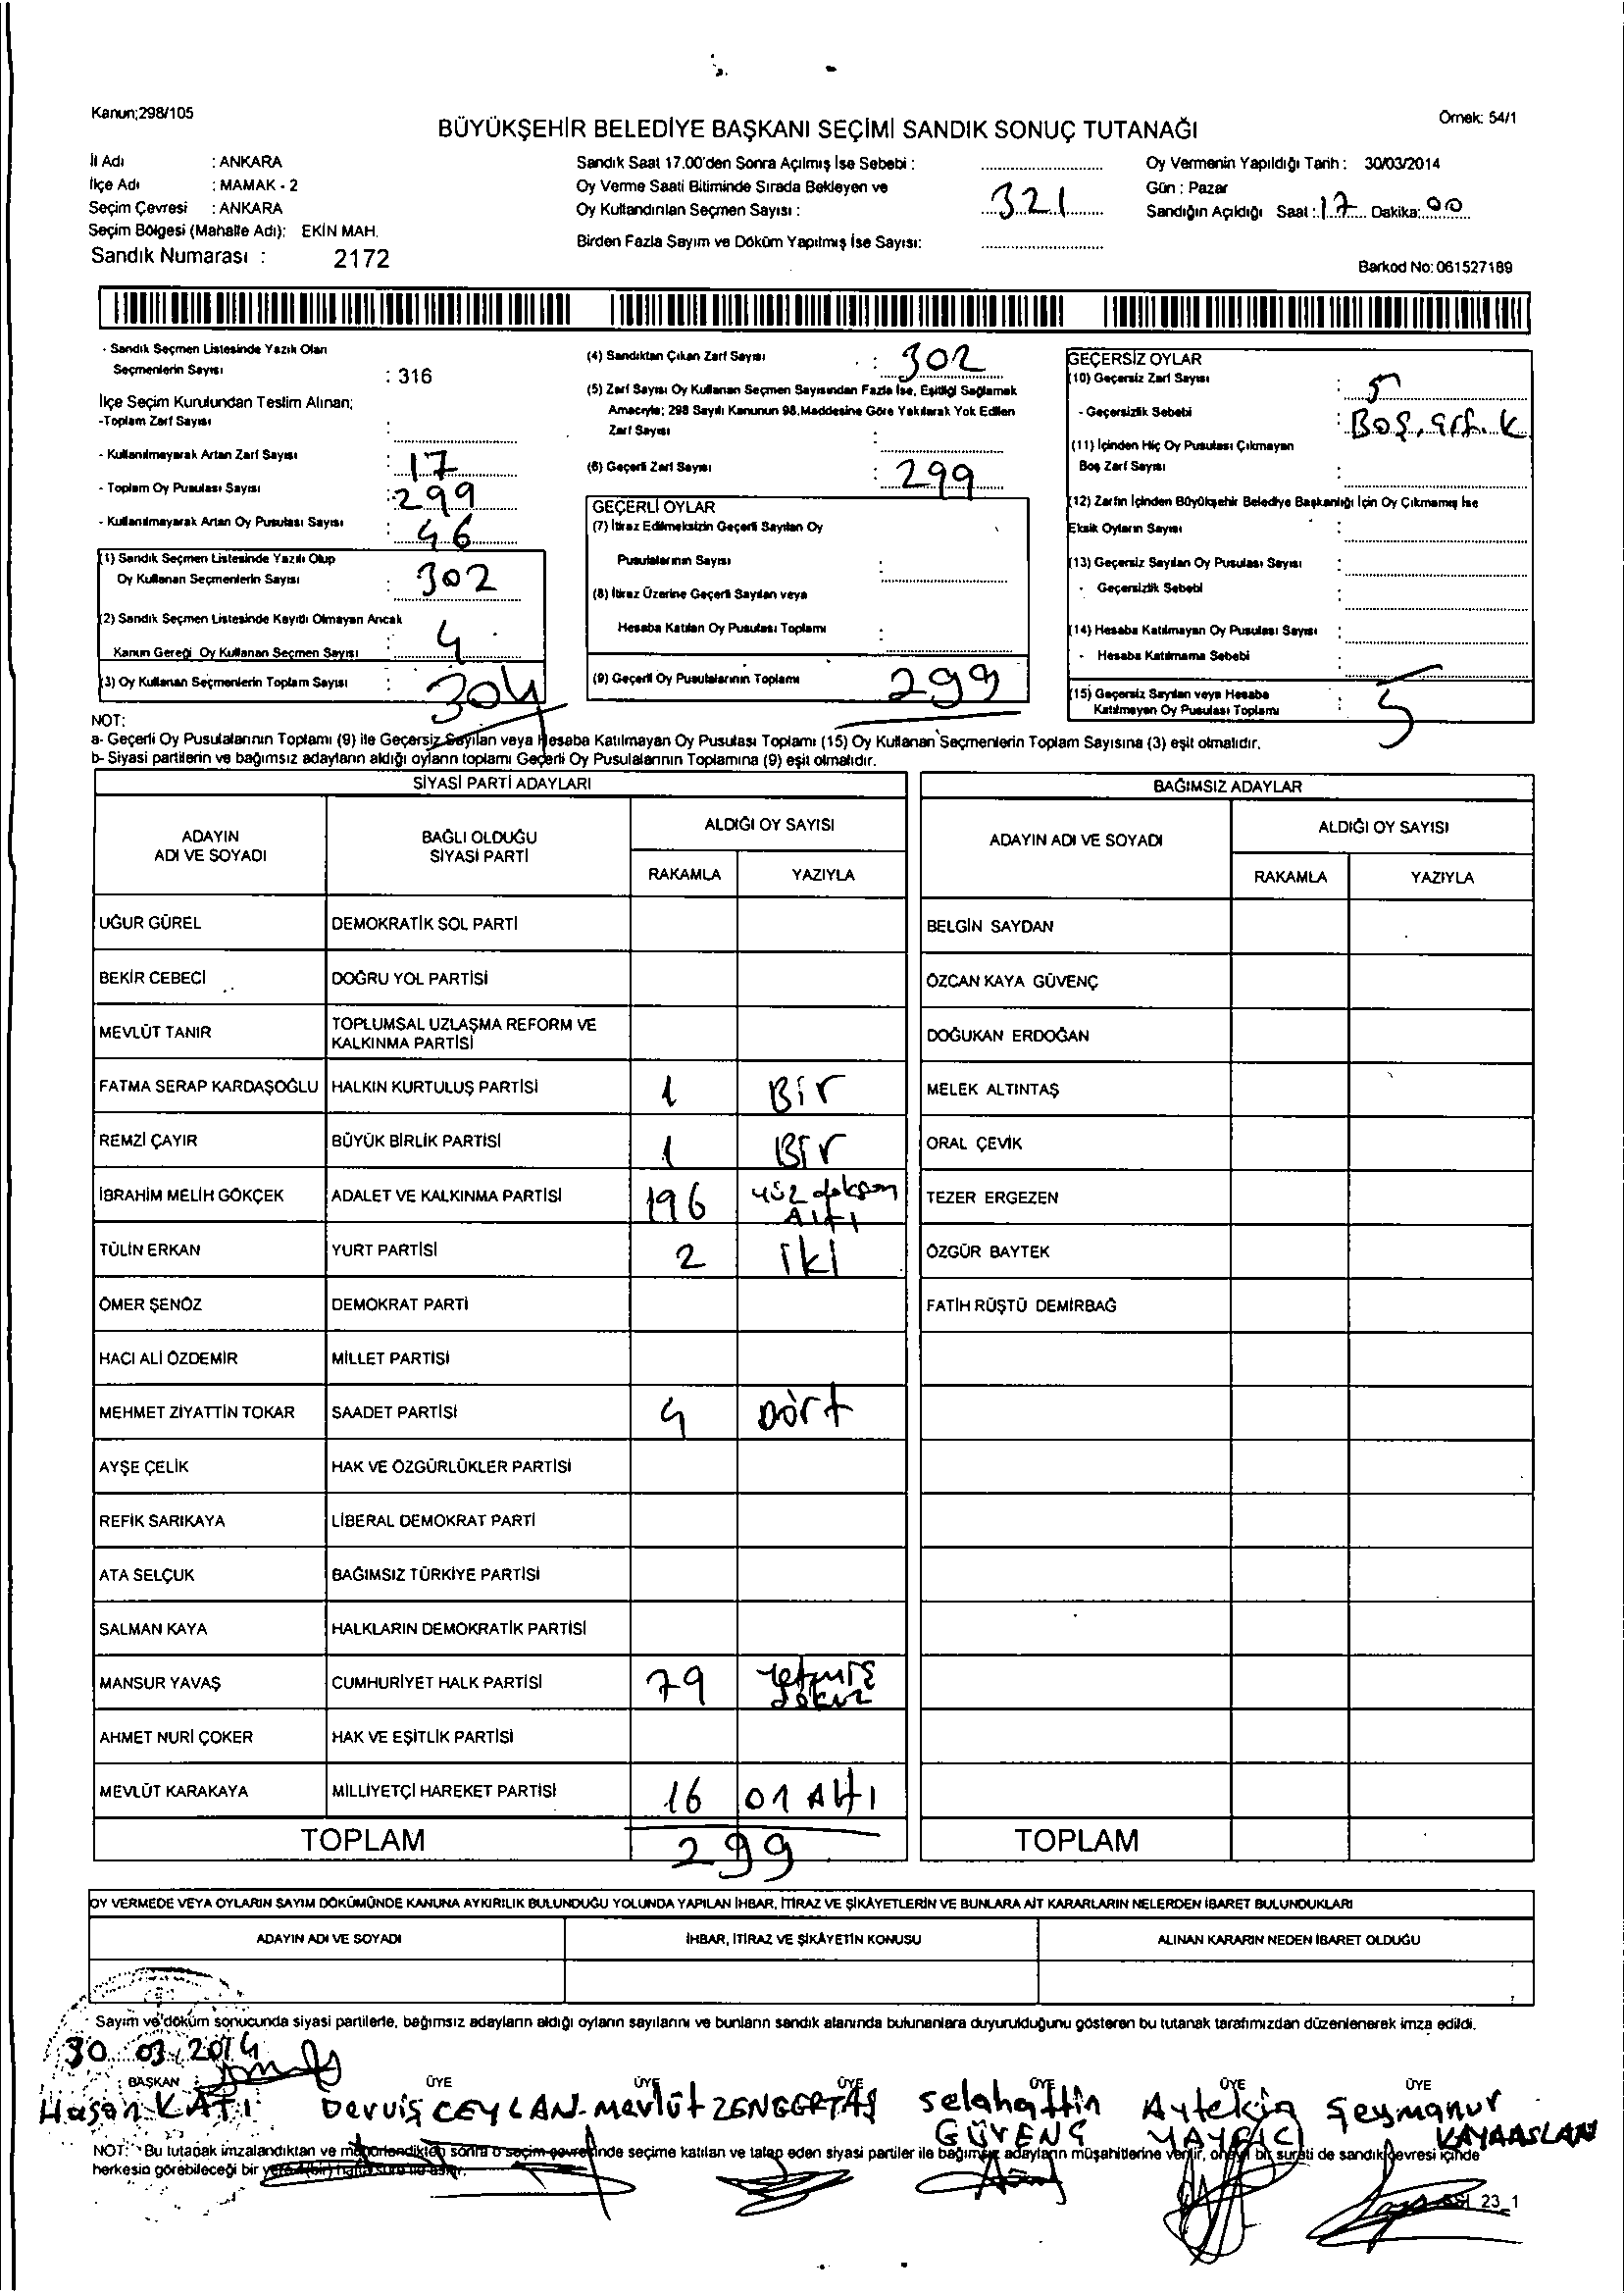 Kanun;298/105
Örnek: 54/1
BÜYÜKŞEHİR BELEDİYE BAŞKANI SEÇİMİ SANDIK SONUÇ TUTANAĞI
İl Adı : ANKARA
İlçe Adı : MAMAK - 2
Seçim Çevresi : ANKARA
Seçim Bölgesi (Mahalle Adı): EKİN MAH.
Sandık Numarası : 2172
Sandık Saat 17.00'den Sonra Açılmış İse Sebebi :
Oy Verme Saati Bitiminde Sırada Bekleyen ve
Oy Kullandırılan Seçmen Sayısı : 321
Birden Fazla Sayım ve Döküm Yapılmış İse Sayısı:
Oy Vermenin Yapıldığı Tarih : 30/03/2014
Gün : Pazar
Sandığın Açıldığı Saat : 17 Dakika: 00
Barkod No: 061527189
- Sandık Seçmen Listesinde Yazılı Olan
Seçmenlerin Sayısı : 316
İlçe Seçim Kurulundan Teslim Alınan;
-Toplam Zarf Sayısı :
- Kullanılmayarak Artan Zarf Sayısı : 17
- Toplam Oy Pusulası Sayısı : 299
- Kullanılmayarak Artan Oy Pusulası Sayısı : 46
(1) Sandık Seçmen Listesinde Yazılı Olup
Oy Kullanan Seçmenlerin Sayısı : 302
(2) Sandık Seçmen Listesinde Kayıtlı Olmayan Ancak
Kanun Gereği Oy Kullanan Seçmen Sayısı : 4
(3) Oy Kullanan Seçmenlerin Toplam Sayısı : 304
(4) Sandıktan Çıkan Zarf Sayısı : 302
(5) Zarf Sayısı Oy Kullanan Seçmen Sayısından Fazla İse, Eşitliği Sağlamak
Amacıyla; 298 Sayılı Kanunun 98.Maddesine Göre Yakılarak Yok Edilen
Zarf Sayısı :
(6) Geçerli Zarf Sayısı : 299
GEÇERLİ OYLAR
(7) İtiraz Edilmeksizin Geçerli Sayılan Oy
Pusulalarının Sayısı :
(8) İtiraz Üzerine Geçerli Sayılan veya
Hesaba Katılan Oy Pusulası Toplamı :
(9) Geçerli Oy Pusulalarının Toplamı 299
GEÇERSİZ OYLAR
(10) Geçersiz Zarf Sayısı : 5
- Geçersizlik Sebebi : Boş,
(11) İçinden Hiç Oy Pusulası Çıkmayan
Boş Zarf Sayısı :
(12) Zarfın İçinden Büyükşehir Belediye Başkanlığı İçin Oy Çıkmamış İse
Eksik Oyların Sayısı :
(13) Geçersiz Sayılan Oy Pusulası Sayısı :
- Geçersizlik Sebebi :
(14) Hesaba Katılmayan Oy Pusulası Sayısı :
- Hesaba Katılmama Sebebi :
(15) Geçersiz Sayılan veya Hesaba
Katılmayan Oy Pusulası Toplamı : 5
NOT:
a- Geçerli Oy Pusulalarının Toplamı (9) ile Geçersiz Sayılan veya Hesaba Katılmayan Oy Pusulası Toplamı (15) Oy Kullanan Seçmenlerin Toplam Sayısına (3) eşit olmalıdır.
b- Siyasi partilerin ve bağımsız adayların aldığı oyların toplamı Geçerli Oy Pusulalarının Toplamına (9) eşit olmalıdır.
SİYASİ PARTİ ADAYLARI
ADAYIN
ADI VE SOYADI
BAĞLI OLDUĞU
SİYASİ PARTİ
ALDIĞI OY SAYISI
RAKAMLA YAZIYLA
UĞUR GÜREL DEMOKRATİK SOL PARTİ
BEKİR CEBECİ DOĞRU YOL PARTİSİ
MEVLÜT TANIR TOPLUMSAL UZLAŞMA REFORM VE
KALKINMA PARTİSİ
FATMA SERAP KARDAŞOĞLU HALKIN KURTULUŞ PARTİSİ 1 Bir
REMZİ ÇAYIR BÜYÜK BİRLİK PARTİSİ 1 Bir
İBRAHİM MELİH GÖKÇEK ADALET VE KALKINMA PARTİSİ 196 yüz doksan
Altı
TÜLİN ERKAN YURT PARTİSİ 2 iki
ÖMER ŞENÖZ DEMOKRAT PARTİ
HACI ALİ ÖZDEMİR MİLLET PARTİSİ
MEHMET ZİYATTİN TOKAR SAADET PARTİSİ 4 Dört
AYŞE ÇELİK HAK VE ÖZGÜRLÜKLER PARTİSİ
REFİK SARIKAYA LİBERAL DEMOKRAT PARTİ
ATA SELÇUK BAĞIMSIZ TÜRKİYE PARTİSİ
SALMAN KAYA HALKLARIN DEMOKRATİK PARTİSİ
MANSUR YAVAŞ CUMHURİYET HALK PARTİSİ 79 Yetmiş
dokuz
AHMET NURİ ÇOKER HAK VE EŞİTLİK PARTİSİ
MEVLÜT KARAKAYA MİLLİYETÇİ HAREKET PARTİSİ 16 on Altı
TOPLAM 299
BAĞIMSIZ ADAYLAR
ADAYIN ADI VE SOYADI
ALDIĞI OY SAYISI
RAKAMLA YAZIYLA
BELGİN SAYDAN
ÖZCAN KAYA GÜVENÇ
DOĞUKAN ERDOĞAN
MELEK ALTINTAŞ
ORAL ÇEVİK
TEZER ERGEZEN
ÖZGÜR BAYTEK
FATİH RÜŞTÜ DEMİRBAĞ
TOPLAM
OY VERMEDE VEYA OYLARIN SAYIM DÖKÜMÜNDE KANUNA AYKIRILIK BULUNDUĞU YOLUNDA YAPILAN İHBAR, İTİRAZ VE ŞİKÂYETLERİN VE BUNLARA AİT KARARLARIN NELERDEN İBARET BULUNDUKLARI
ADAYIN ADI VE SOYADI İHBAR, İTİRAZ VE ŞİKÂYETİN KONUSU ALINAN KARARIN NEDEN İBARET OLDUĞU
Sayım ve döküm sonucunda siyasi partilerle, bağımsız adayların aldığı oyların sayılarını ve bunların sandık alanında bulunanlara duyurulduğunu gösteren bu tutanak tarafımızdan düzenlenerek imza edildi.
30.03.2014
BAŞKAN ÜYE ÜYE ÜYE ÜYE ÜYE ÜYE
Hasan KATI Derviş CEYLAN Mevlüt ZENGERTAŞ Selahattin Aytekin Şeymanur
GÜVENÇ KAYAASLAN
NOT: Bu tutanak imzalandıktan ve mühürlendikten sonra o seçim çevresinde seçime katılan ve talep eden siyasi partiler ile bağımsız adayların müşahitlerine verilir, onaylı bir sureti de sandık çevresi içinde
herkesin görebileceği bir yere 1 (bir) hafta süre ile asılır.
23_1